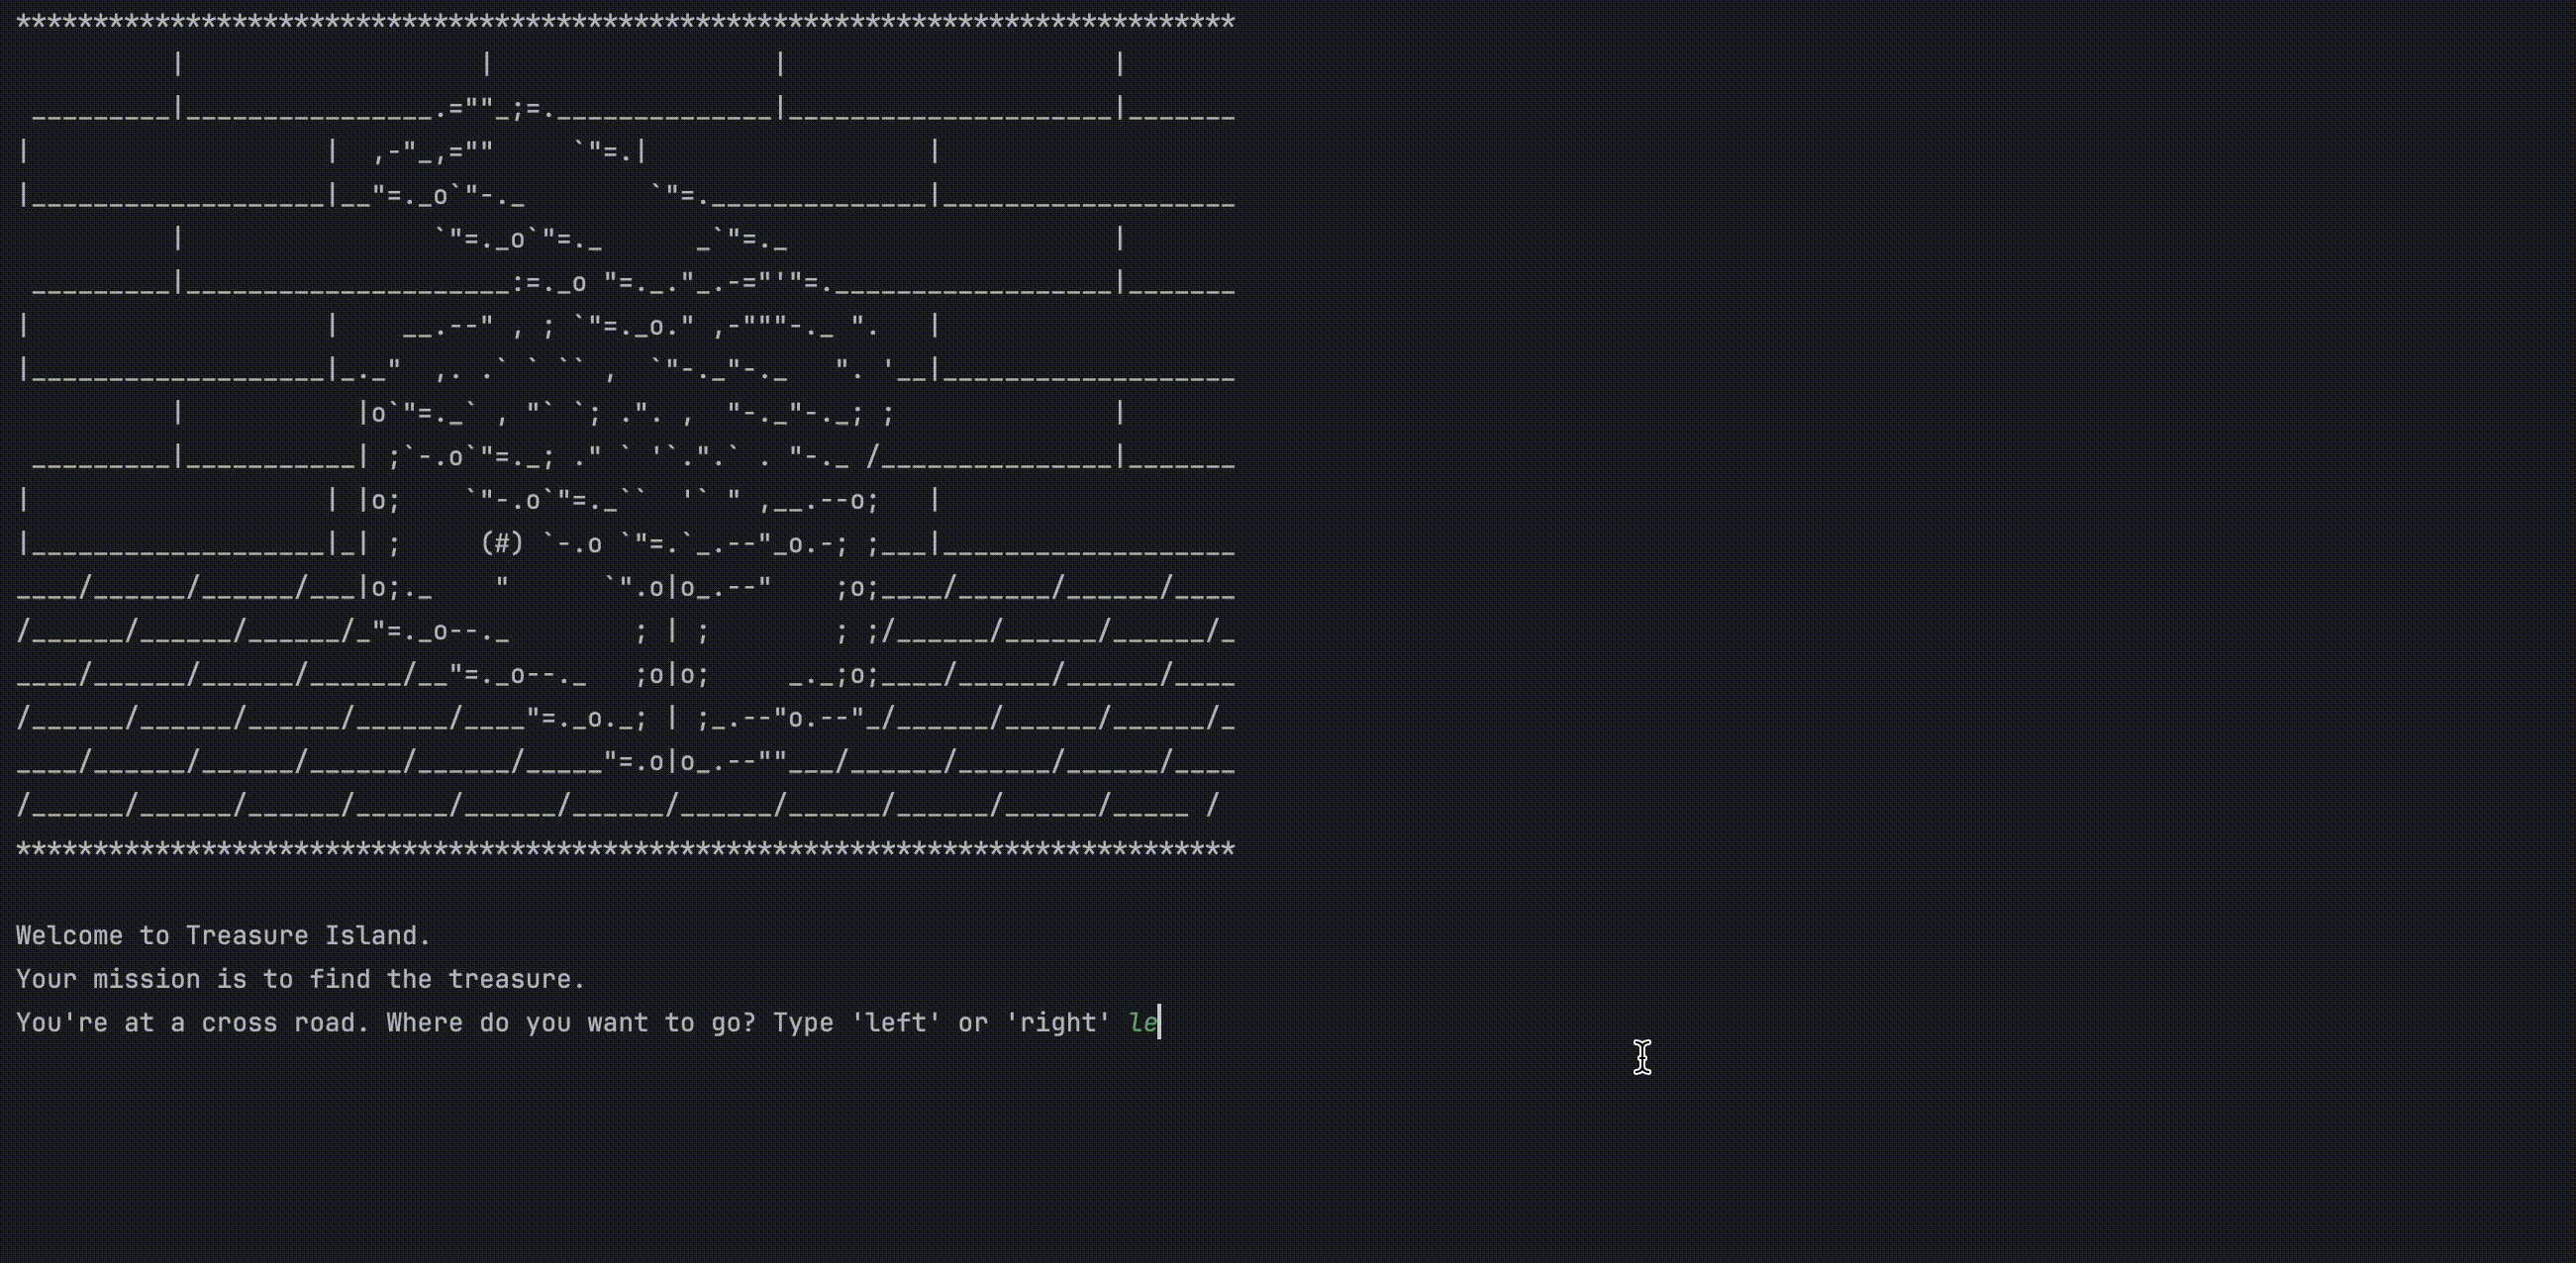 *******************************************************************************
          |                   |                  |                     |
 _________|________________.=""_;=.______________|_____________________|_______
|                   |  ,-"_,=""     `"=.|                  |
|___________________|__"=._o`"-._        `"=.______________|___________________
          |                `"=._o`"=._      _`"=._                     |
 _________|_____________________:=._o "=._."_.-="'"=.__________________|_______
|                   |    __.--" , ; `"=._o." ,-"""-._ ".   |
|___________________|_._"  ,. .` ` `` ,  `"-._"-._   ". '__|___________________
          |           |o`"=._` , "` `; .". ,  "-._"-._; ;              |
 _________|___________| ;`-.o`"=._; ." ` '`.".` . "-._ /_______________|_______
|                   | |o;    `"-.o`"=._``  '` " ,__.--o;   |
|___________________|_| ;     (#) `-.o `"=.`_.--"_o.-; ;___|___________________
____/______/______/___|o;._    "      `".o|o_.--"    ;o;____/______/______/____
/______/______/______/_"=._o--._        ; | ;        ; ;/______/______/______/_
____/______/______/______/__"=._o--._   ;o|o;     _._;o;____/______/______/____
/______/______/______/______/____"=._o._; | ;_.--"o.--"_/______/______/______/_
____/______/______/______/______/_____"=.o|o_.--""___/______/______/______/____
/______/______/______/______/______/______/______/______/______/______/_____ /
*******************************************************************************
Welcome to Treasure Island.
Your mission is to find the treasure.
You're at a cross road. Where do you want to go? Type 'left' or 'right' le